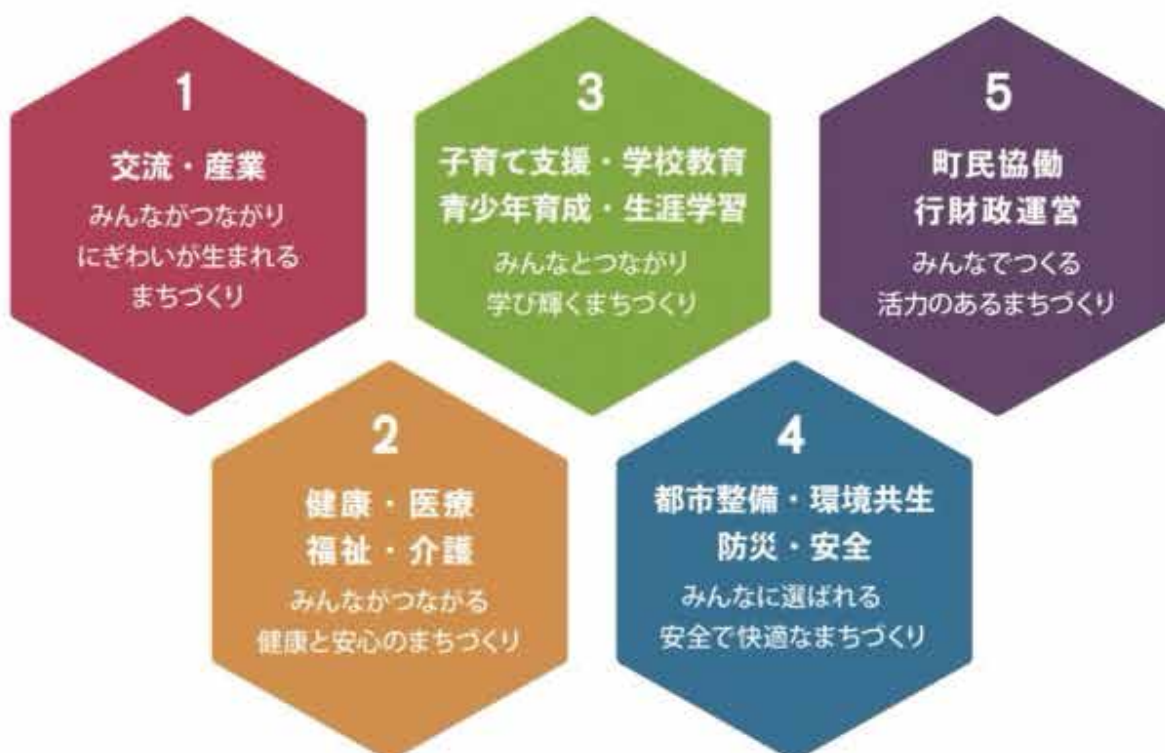 1
交流・産業
みんながつながり
にぎわいが生まれる
まちづくり
2
健康・医療
福祉・介護
みんながつながる
健康と安心のまちづくり
3
子育て支援・学校教育
青少年育成・生涯学習
みんなとつながり
学び輝くまちづくり
4
都市整備・環境共生
防災・安全
みんなに選ばれる
安全で快適なまちづくり
5
町民協働
行財政運営
みんなでつくる
活力のあるまちづくり